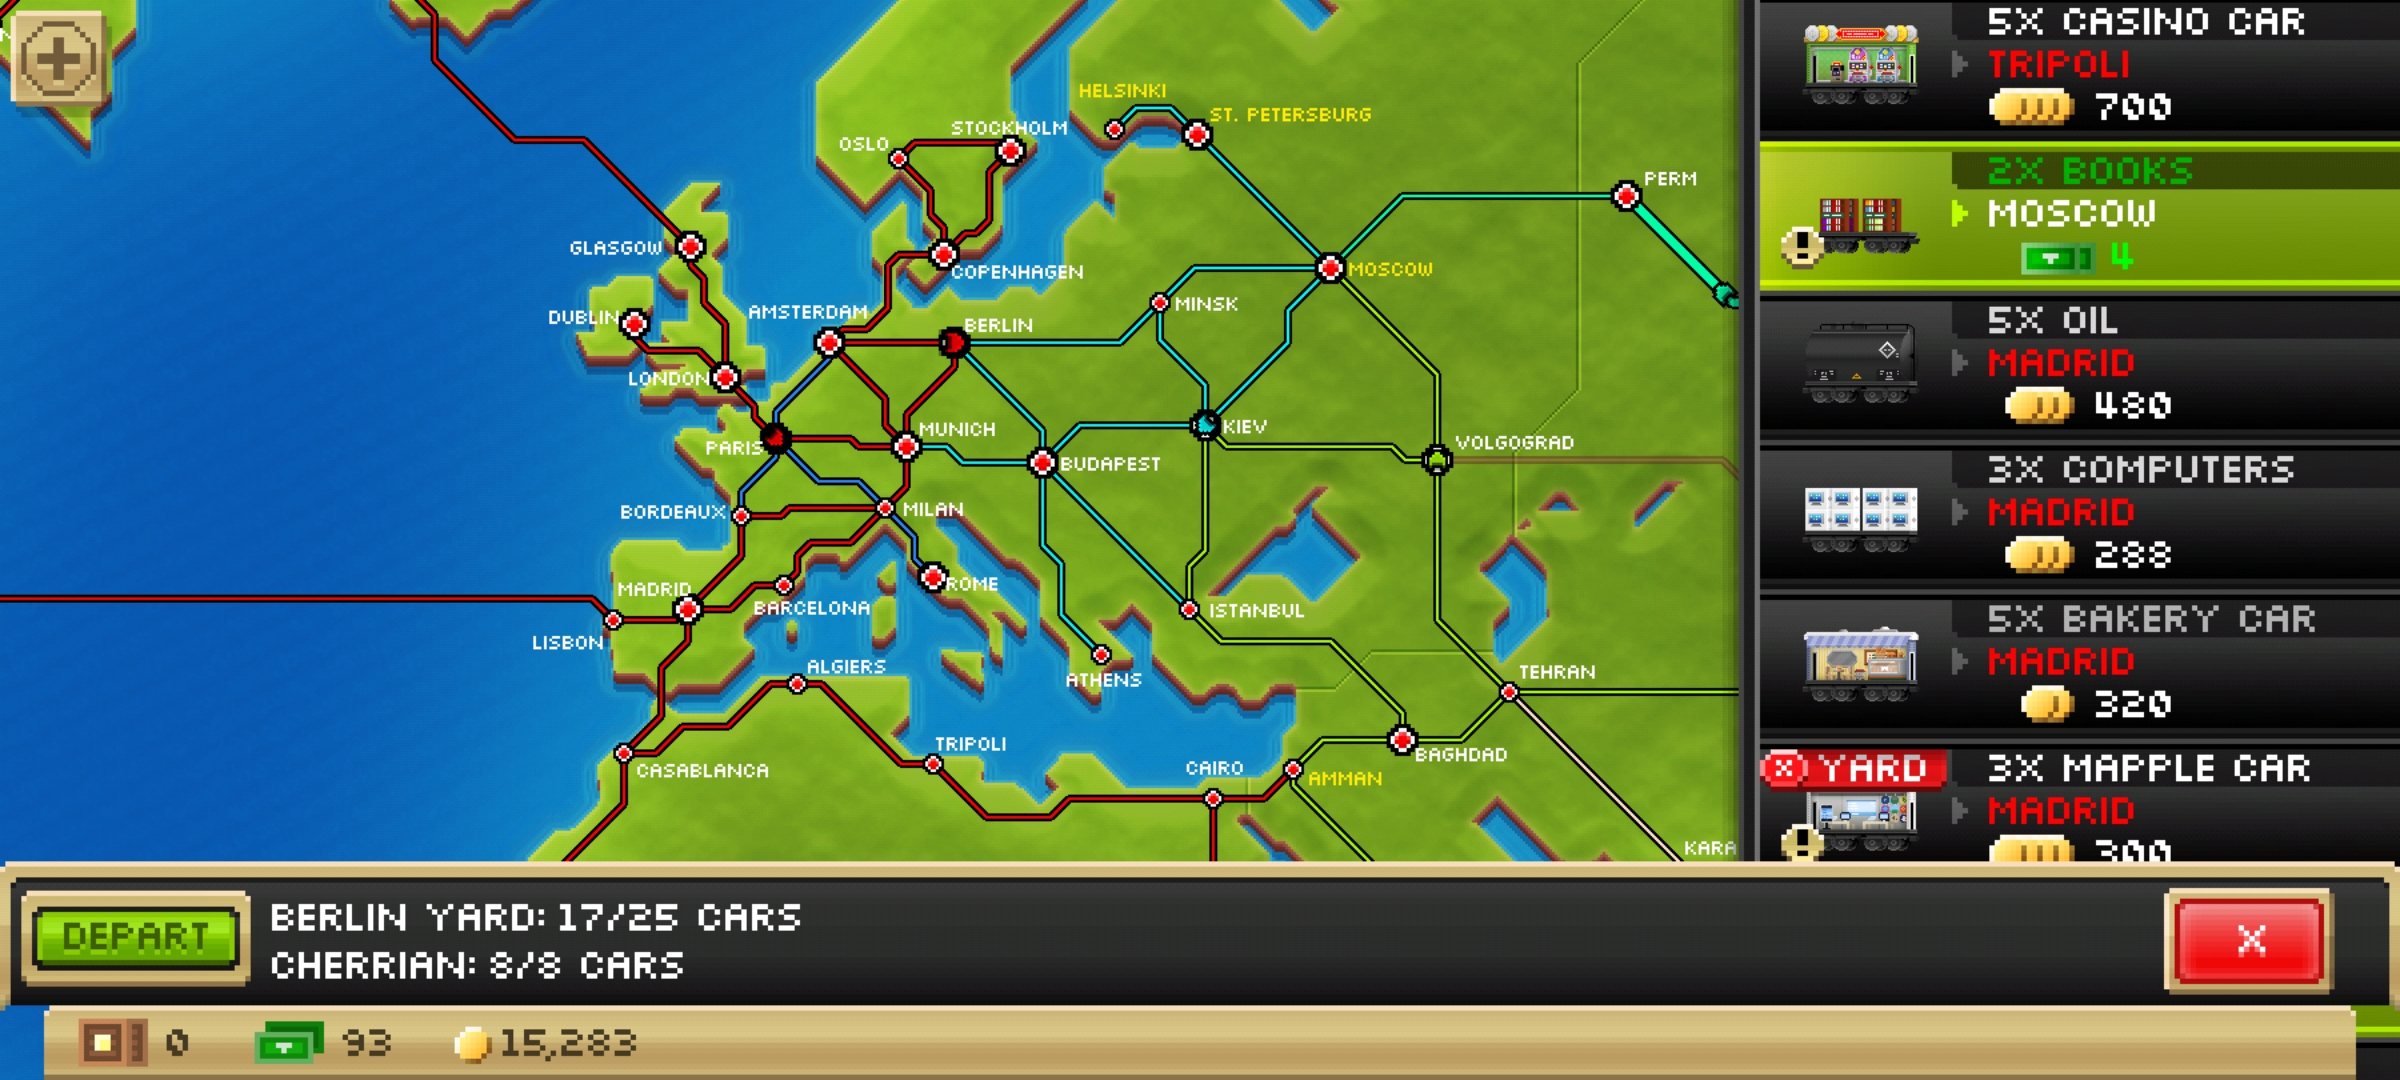 HELSINKI
ST. PETERSBURG
STOCKHOLM
OSLO
PERM
GLASGOW
COPENHAGEN
MOSCOW
MINSK
DUBLIN
AMSTERDAM
BERLIN
LONDON
PARIS
MUNICH
BUDAPEST
KIEV
VOLGOGRAD
BORDEAUX
MILAN
MADRID
BARCELONA
ROME
ISTANBUL
LISBON
ALGIERS
ATHENS
TEHRAN
CASABLANCA
TRIPOLI
CAIRO
AMMAN
BAGHDAD
KARA
5X CASINO CAR
TRIPOLI
700
2X BOOKS
MOSCOW
4
5X OIL
MADRID
480
3X COMPUTERS
MADRID
288
5X BAKERY CAR
MADRID
320
X YARD
3X MAPPLE CAR
MADRID
300
DEPART
BERLIN YARD: 17/25 CARS
CHERRIAN: 8/8 CARS
X
0
93
15,283